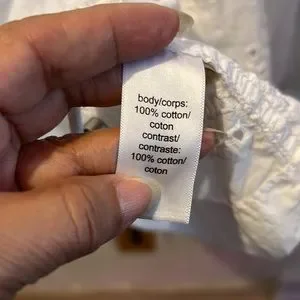 body/corps:
100% cotton/
coton
contrast/
contraste:
100% cotton/
coton